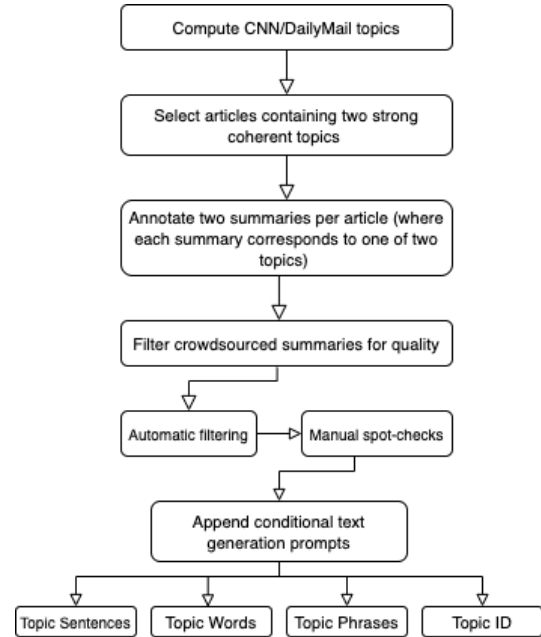 Compute CNN/DailyMail topics
Select articles containing two strong
coherent topics
Annotate two summaries per article (where
each summary corresponds to one of two
topics)
Filter crowdsourced summaries for quality
Automatic filtering
Manual spot-checks
Append conditional text
generation prompts
Topic Sentences
Topic Words
Topic Phrases
Topic ID